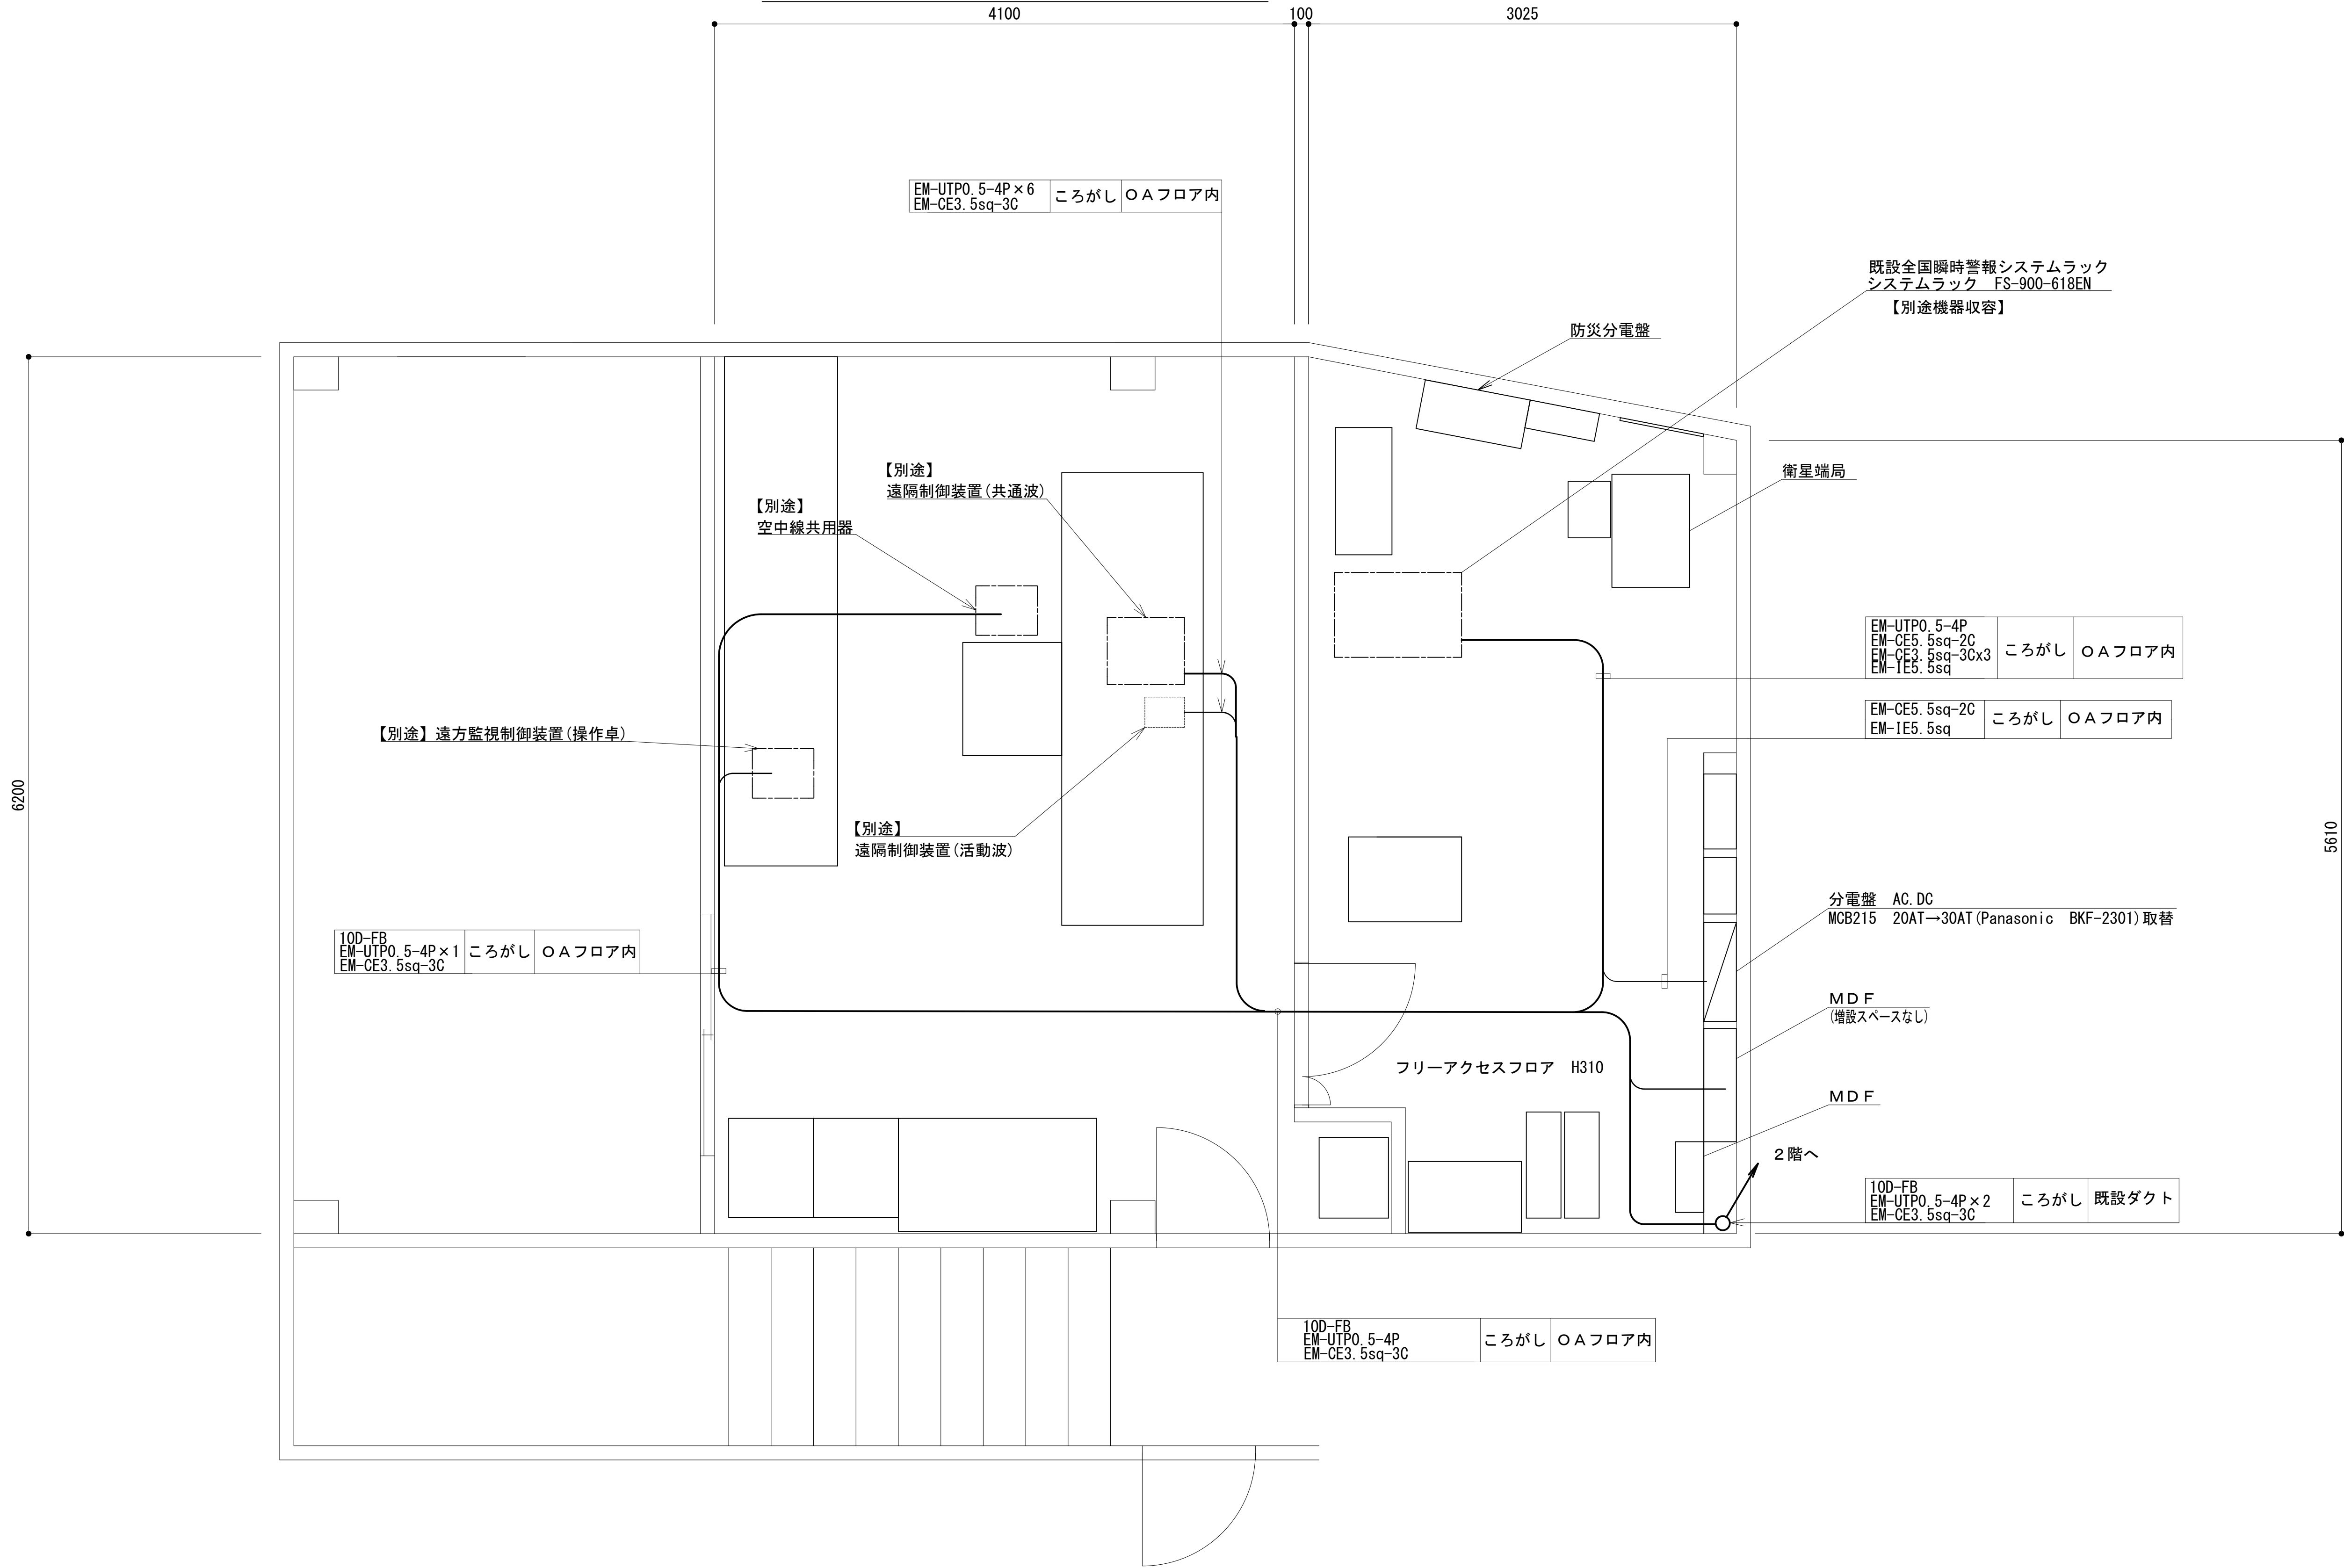 4100
100
3025
EM-UTP0.5-4P×6
EM-CE3.5sq-3C
ころがし
OAフロア内
既設全国瞬時警報システムラック
システムラック　FS-900-618EN
【別途機器収容】
防災分電盤
【別途】
遠隔制御装置(共通波)
衛星端局
【別途】
空中線共用器
EM-UTP0.5-4P
EM-CE5.5sq-2C
EM-CE3.5sq-3Cx3
EM-IE5.5sq
ころがし
OAフロア内
EM-CE5.5sq-2C
EM-IE5.5sq
ころがし
OAフロア内
【別途】遠方監視制御装置(操作卓)
6200
5610
【別途】
遠隔制御装置(活動波)
分電盤　AC.DC
MCB215　20AT→30AT(Panasonic　BKF-2301)取替
10D-FB
EM-UTP0.5-4P×1
EM-CE3.5sq-3C
ころがし
OAフロア内
MDF
(増設スペースなし)
フリーアクセスフロア　H310
MDF
2階へ
10D-FB
EM-UTP0.5-4P×2
EM-CE3.5sq-3C
ころがし
既設ダクト
10D-FB
EM-UTP0.5-4P
EM-CE3.5sq-3C
ころがし
OAフロア内